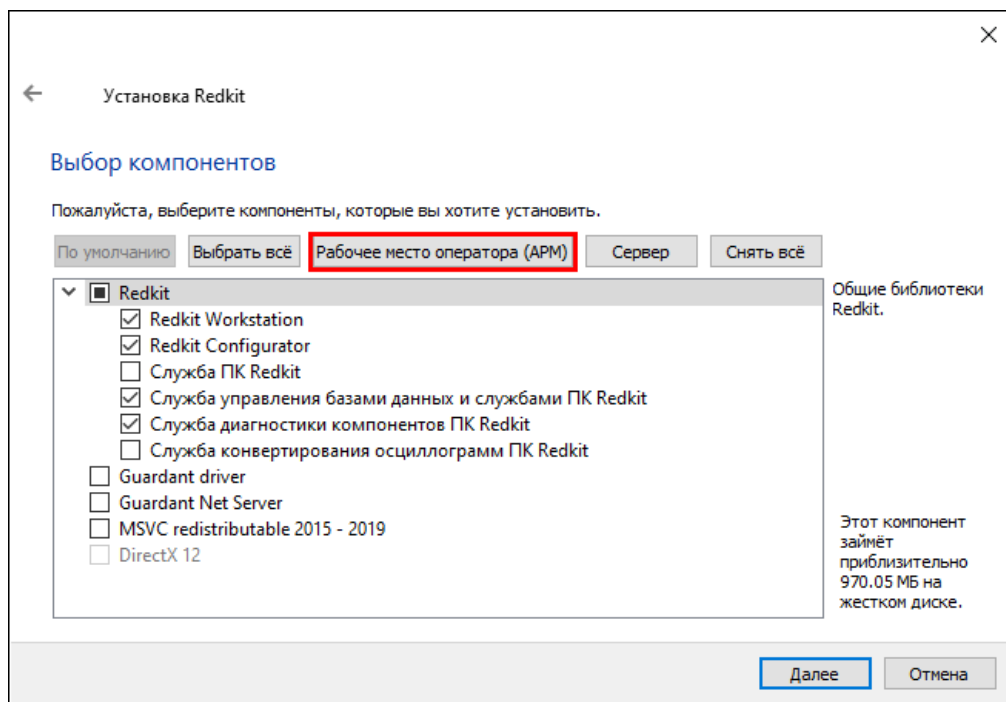 Установка Redkit
Выбор компонентов
Пожалуйста, выберите компоненты, которые вы хотите установить.
По умолчанию Выбрать всё Рабочее место оператора (АРМ) Сервер Снять всё
Redkit
Redkit Workstation
Redkit Configurator
Служба ПК Redkit
Служба управления базами данных и службами ПК Redkit
Служба диагностики компонентов ПК Redkit
Служба конвертирования осциллограмм ПК Redkit
Guardant driver
Guardant Net Server
MSVC redistributable 2015 - 2019
DirectX 12
Общие библиотеки
Redkit.
Этот компонент
займёт
приблизительно
970.05 МБ на
жестком диске.
Далее Отмена